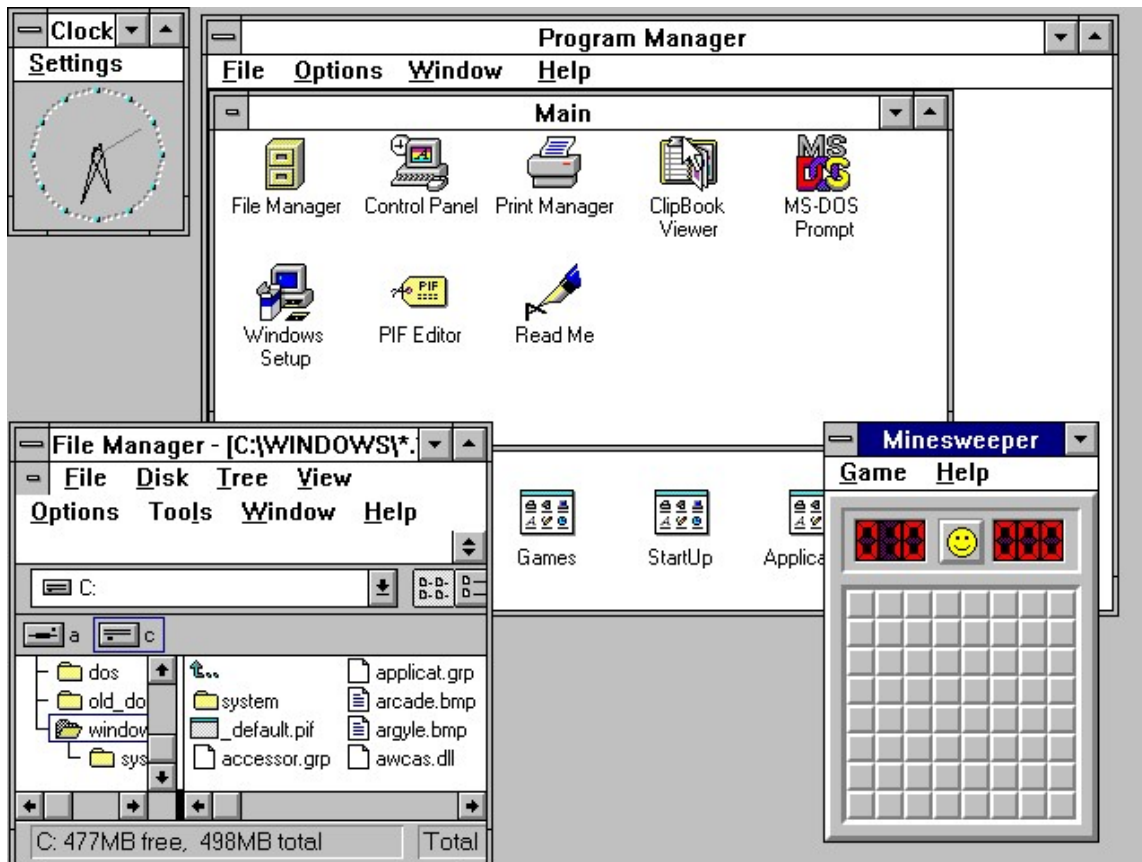 Clock
Settings
Program Manager
File Options Window Help
Main
File Manager
Control Panel
Print Manager
ClipBook
Viewer
MS-DOS
Prompt
Windows
Setup
PIF Editor
Read Me
Games
StartUp
Applica
File Manager - [C:\WINDOWS\*.
File Disk Tree View
Options Tools Window Help
C:
a c
dos
old_do
window
sys
system
_default.pif
accessor.grp
applicat.grp
arcade.bmp
argyle.bmp
awcas.dll
C: 477MB free, 498MB total Total
Minesweeper
Game Help